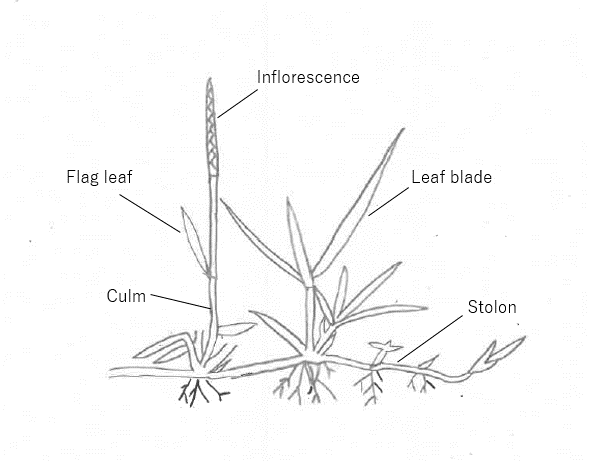 Inflorescence
Flag leaf
Leaf blade
Culm
Stolon